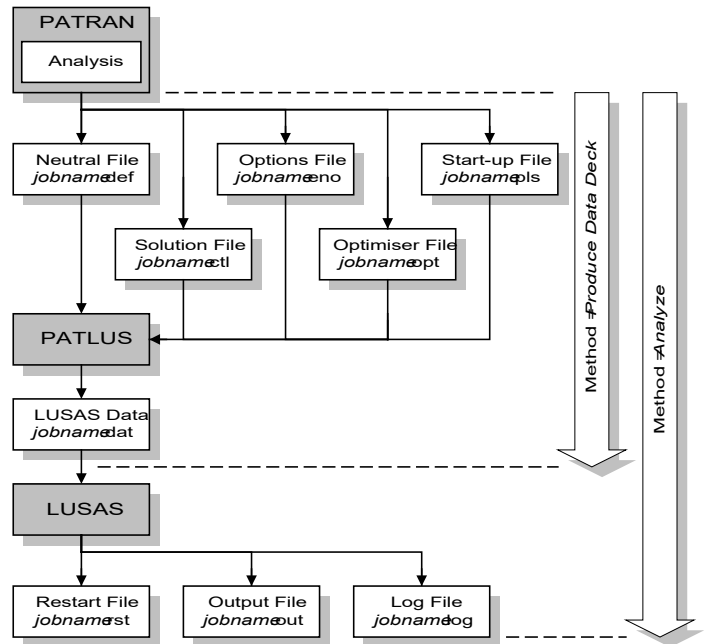 PATRAN
Analysis
Neutral File
jobname.def
Options File
jobname.eno
Start-up File
jobname.pls
Solution File
jobname.ctl
Optimiser File
jobname.opt
PATLUS
LUSAS Data
jobname.dat
LUSAS
Restart File
jobname.rst
Output File
jobname.out
Log File
jobname.log
Method =Produce Data Deck
Method =Analyze